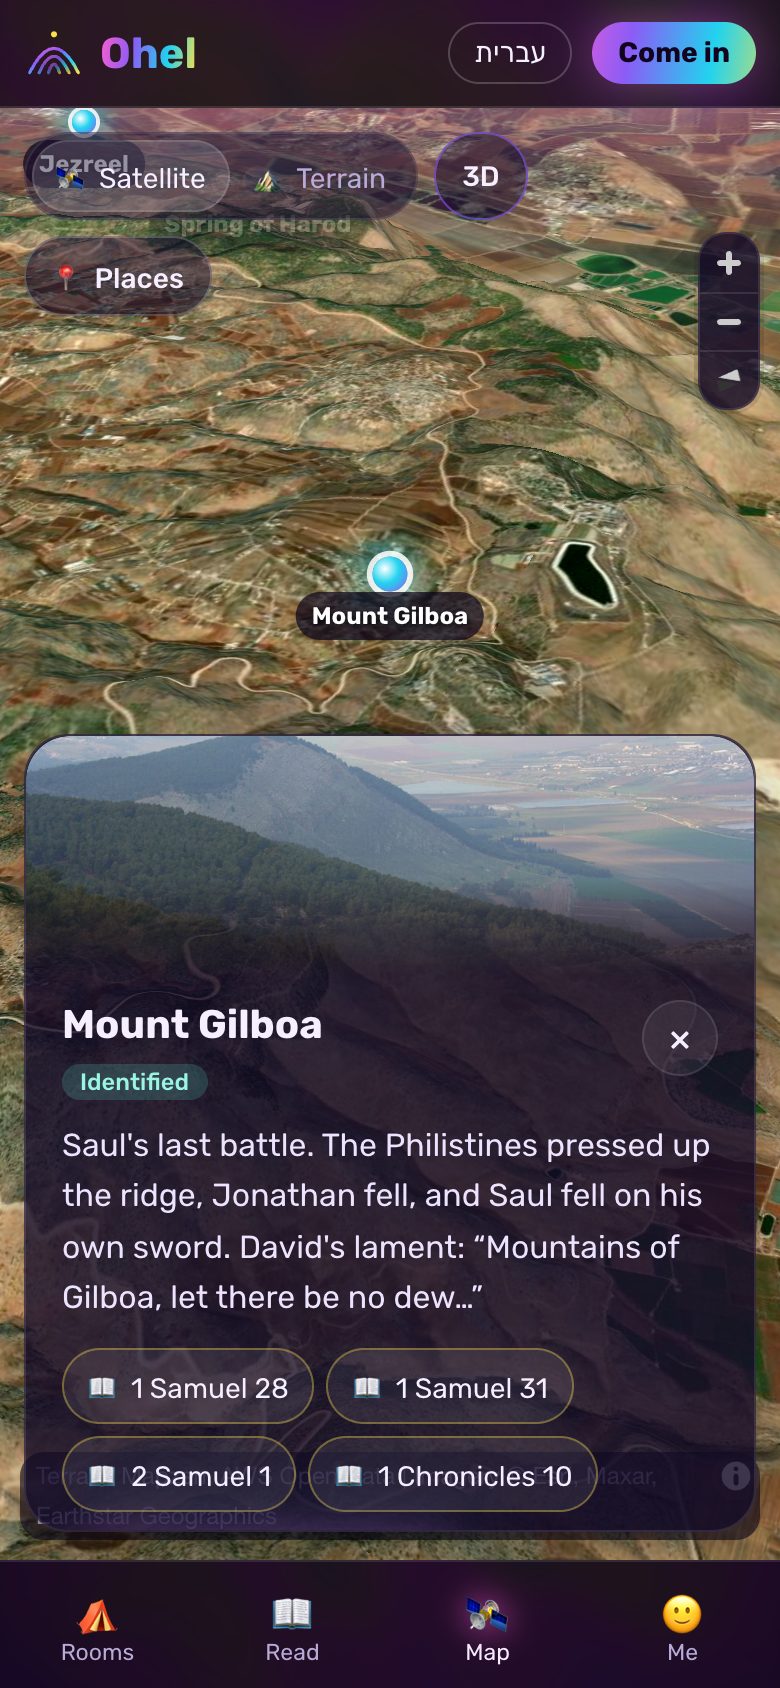 Ohel
עברית
Come in
Jezreel
Satellite
Terrain
3D
Spring of Harod
Places
Mount Gilboa
Mount Gilboa
Identified
Saul's last battle. The Philistines pressed up
the ridge, Jonathan fell, and Saul fell on his
own sword. David's lament: “Mountains of
Gilboa, let there be no dew…”
1 Samuel 28
1 Samuel 31
2 Samuel 1
1 Chronicles 10
Maxar,
Earthstar Geographics
Rooms
Read
Map
Me